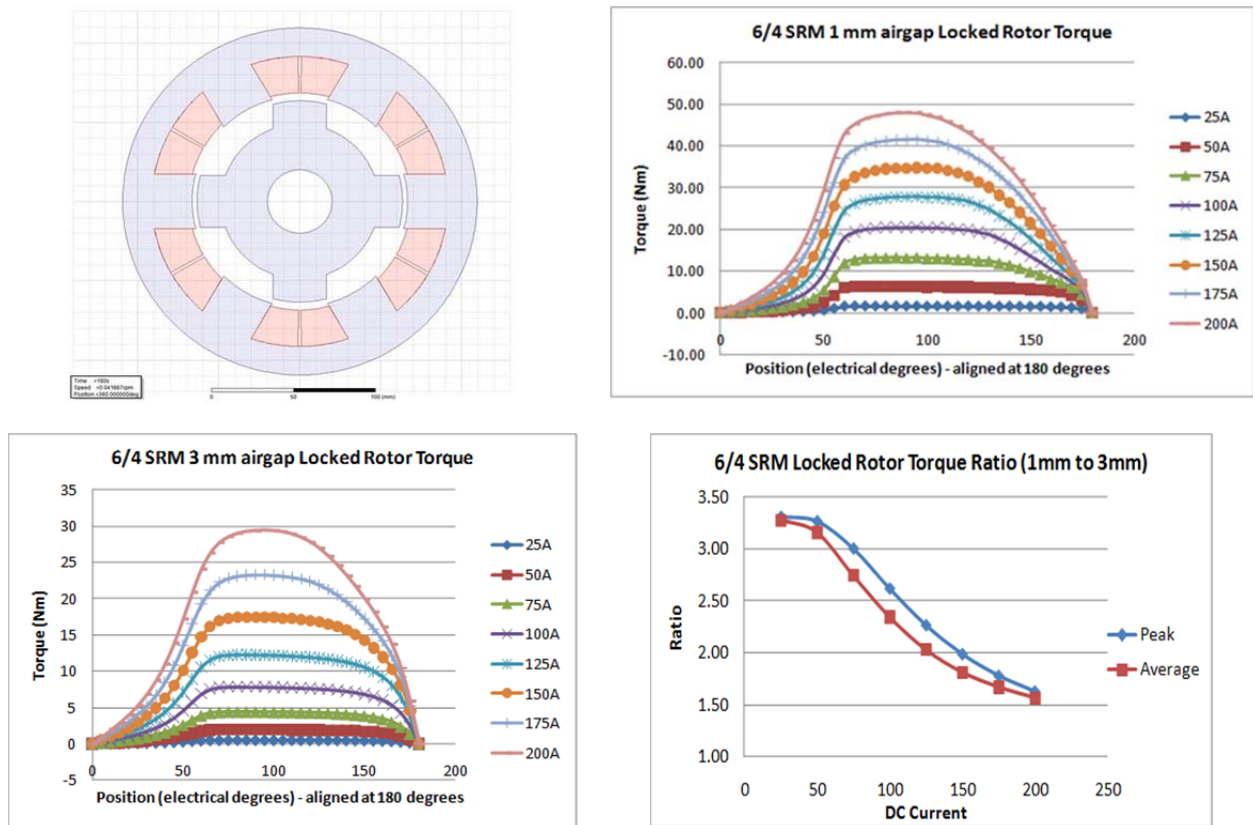 Time =180s
Speed =0.041667rpm
Position =360.000000deg
0 50 100 (mm)
6/4 SRM 1 mm airgap Locked Rotor Torque
60.00
50.00
40.00
30.00
20.00
10.00
0.00
-10.00
Torque (Nm)
0 50 100 150 200
Position (electrical degrees) - aligned at 180 degrees
25A
50A
75A
100A
125A
150A
175A
200A
6/4 SRM 3 mm airgap Locked Rotor Torque
35
30
25
20
15
10
5
0
-5
Torque (Nm)
0 50 100 150 200
Position (electrical degrees) - aligned at 180 degrees
25A
50A
75A
100A
125A
150A
175A
200A
6/4 SRM Locked Rotor Torque Ratio (1mm to 3mm)
3.50
3.00
2.50
2.00
1.50
1.00
Ratio
0 50 100 150 200 250
DC Current
Peak
Average